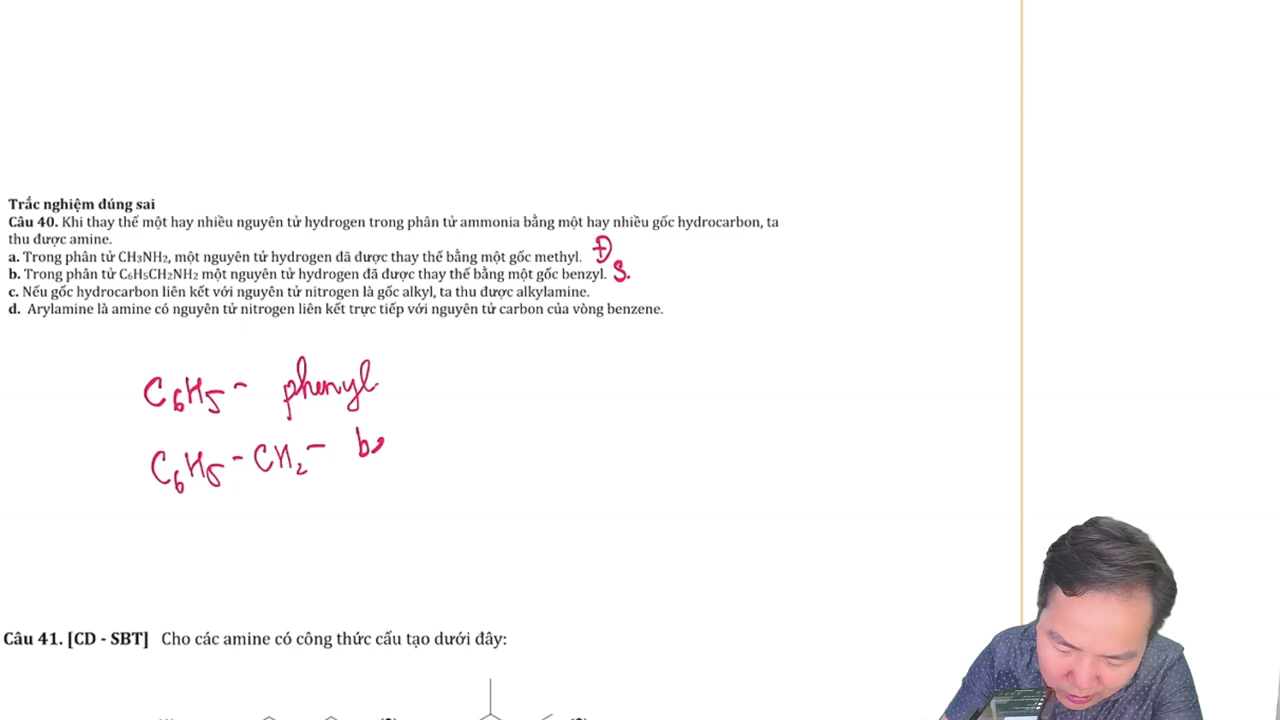 Trắc nghiệm đúng sai
Câu 40. Khi thay thế một hay nhiều nguyên tử hydrogen trong phân tử ammonia bằng một hay nhiều gốc hydrocarbon, ta
thu được amine.
a. Trong phân tử CH₃NH₂, một nguyên tử hydrogen đã được thay thế bằng một gốc methyl. Đ
b. Trong phân tử C₆H₅CH₂NH₂ một nguyên tử hydrogen đã được thay thế bằng một gốc benzyl. S.
c. Nếu gốc hydrocarbon liên kết với nguyên tử nitrogen là gốc alkyl, ta thu được alkylamine.
d. Arylamine là amine có nguyên tử nitrogen liên kết trực tiếp với nguyên tử carbon của vòng benzene.
C₆H₅- phenyl
C₆H₅-CH₂-
Câu 41. [CD - SBT] Cho các amine có công thức cấu tạo dưới đây: